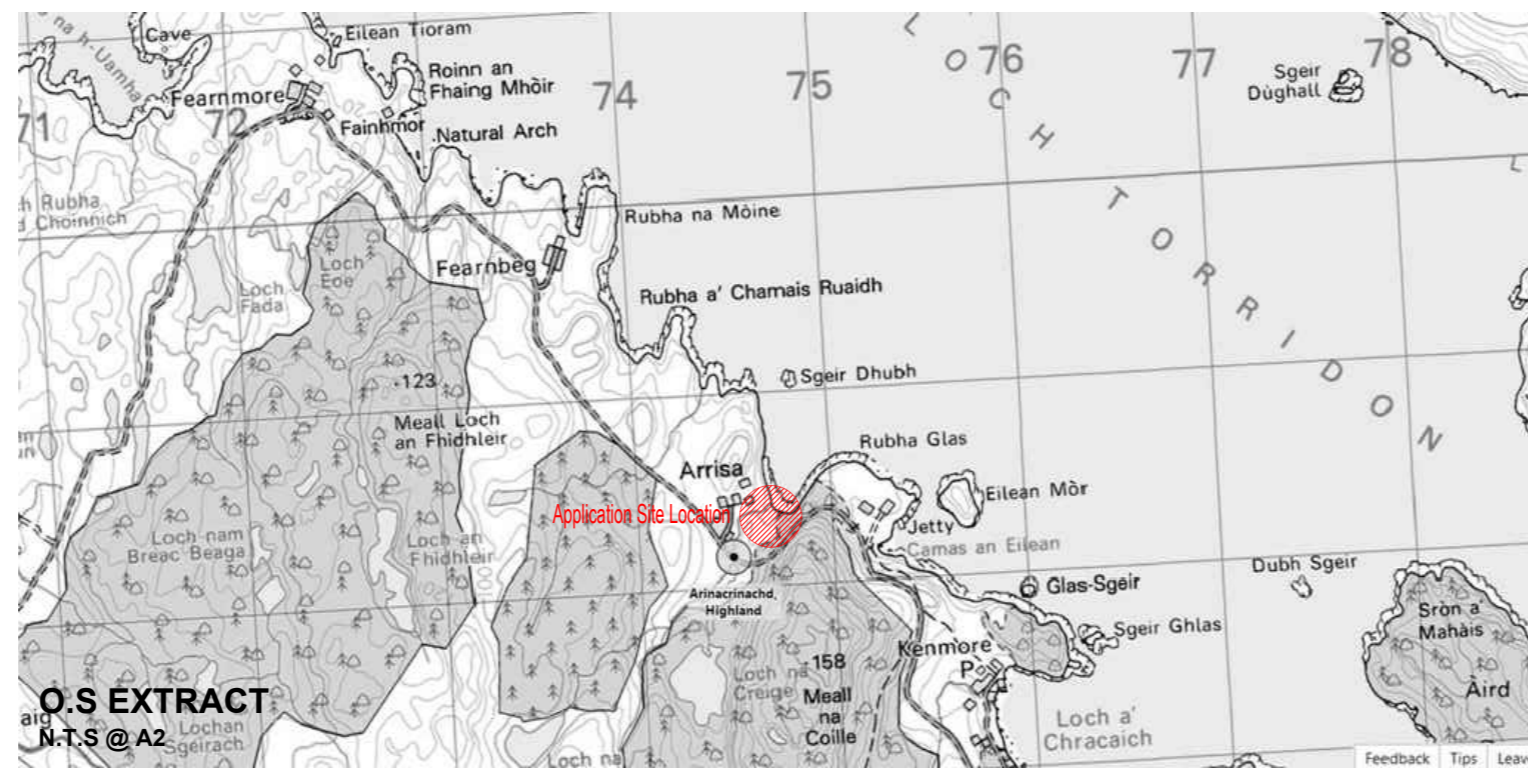 Cave
Eilean Tioram
Roinn an
Fhaing Mhòir
Fearnmore
Fainhmor
Natural Arch
71
72
74
75
76
77
78
Sgeir
Dùghall
LOCH TORRIDON
Rubha na Mòine
Fearnbeg
Loch
Eoe
Loch
Fada
Rubha a' Chamais Ruaidh
Sgeir Dhubh
123
Meall Loch
an Fhidhleir
Rubha Glas
Arrisa
Application Site Location
Eilean Mòr
Jetty
Camas an Eilean
Loch nam
Breac Beaga
Loch an
Fhidhleir
100
Arinacrinachd,
Highland
Glas-Sgeir
Dubh Sgeir
Sgeir Ghlas
Sròn a'
Mahàis
Kenmore
P
158
Loch na
Creige
Meall
na
Coille
Àird
Loch a'
Chracaich
O.S EXTRACT
N.T.S @ A2
Lochan
Sgeirach
Loch na
Feedback
Tips